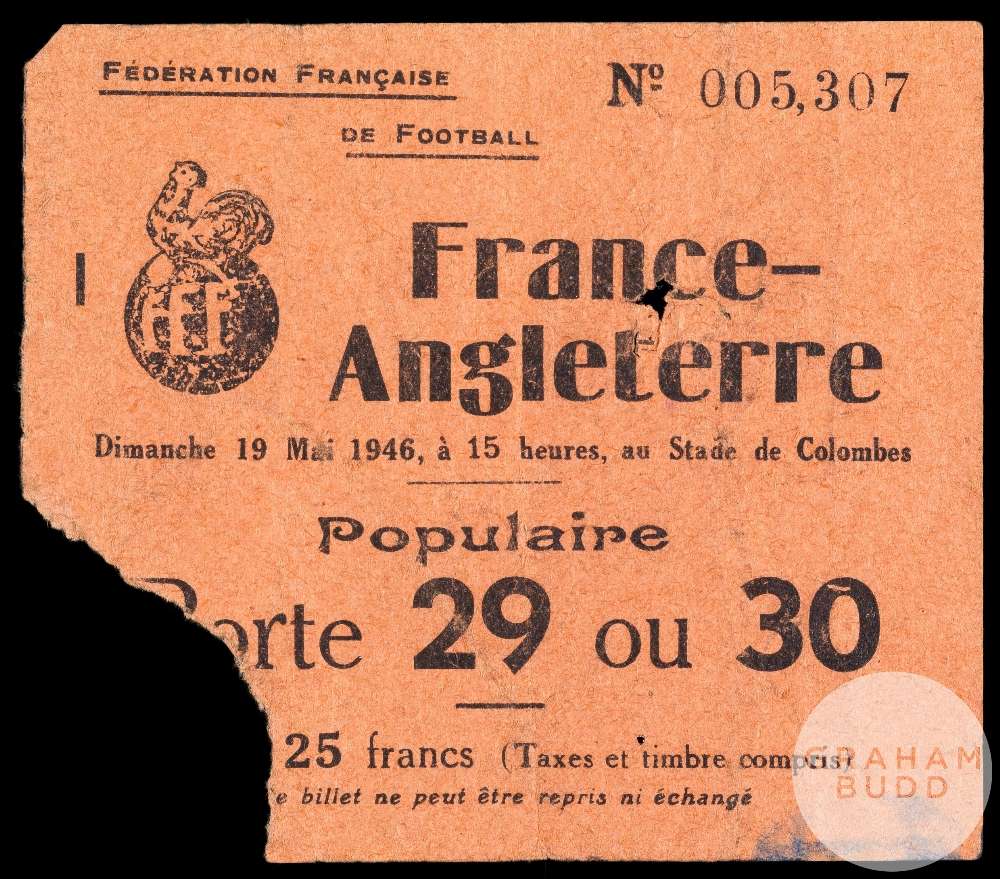 FÉDÉRATION FRANÇAISE
DE FOOTBALL
Nº 005,307
FFF
France-
Angleterre
Dimanche 19 Mai 1946, à 15 heures, au Stade de Colombes
Populaire
Porte 29 ou 30
25 francs (Taxes et timbre compris)
e billet ne peut être repris ni échangé
GRAHAM
BUDD